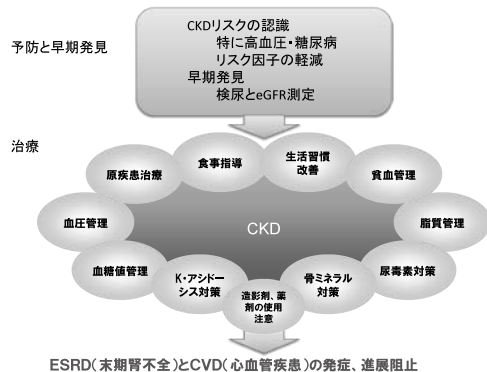 予防と早期発見
CKDリスクの認識
特に高血圧・糖尿病
リスク因子の軽減
早期発見
検尿とeGFR測定
治療
原疾患治療
食事指導
生活習慣
改善
貧血管理
血圧管理
CKD
脂質管理
血糖値管理
K・アシドー
シス対策
造影剤、薬
剤の使用
注意
骨ミネラル
対策
尿毒素対策
ESRD(末期腎不全)とCVD(心血管疾患)の発症、進展阻止